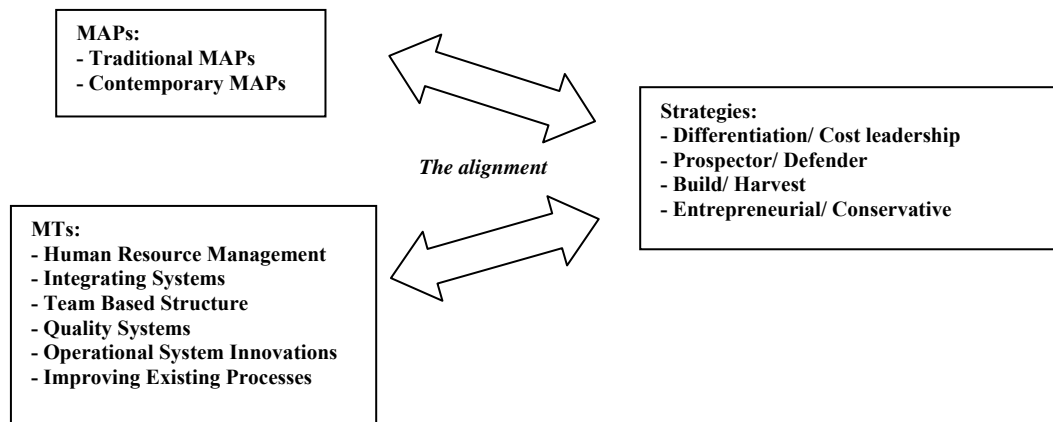 MAPs:
- Traditional MAPs
- Contemporary MAPs
Strategies:
- Differentiation/ Cost leadership
- Prospector/ Defender
- Build/ Harvest
- Entrepreneurial/ Conservative
The alignment
MTs:
- Human Resource Management
- Integrating Systems
- Team Based Structure
- Quality Systems
- Operational System Innovations
- Improving Existing Processes